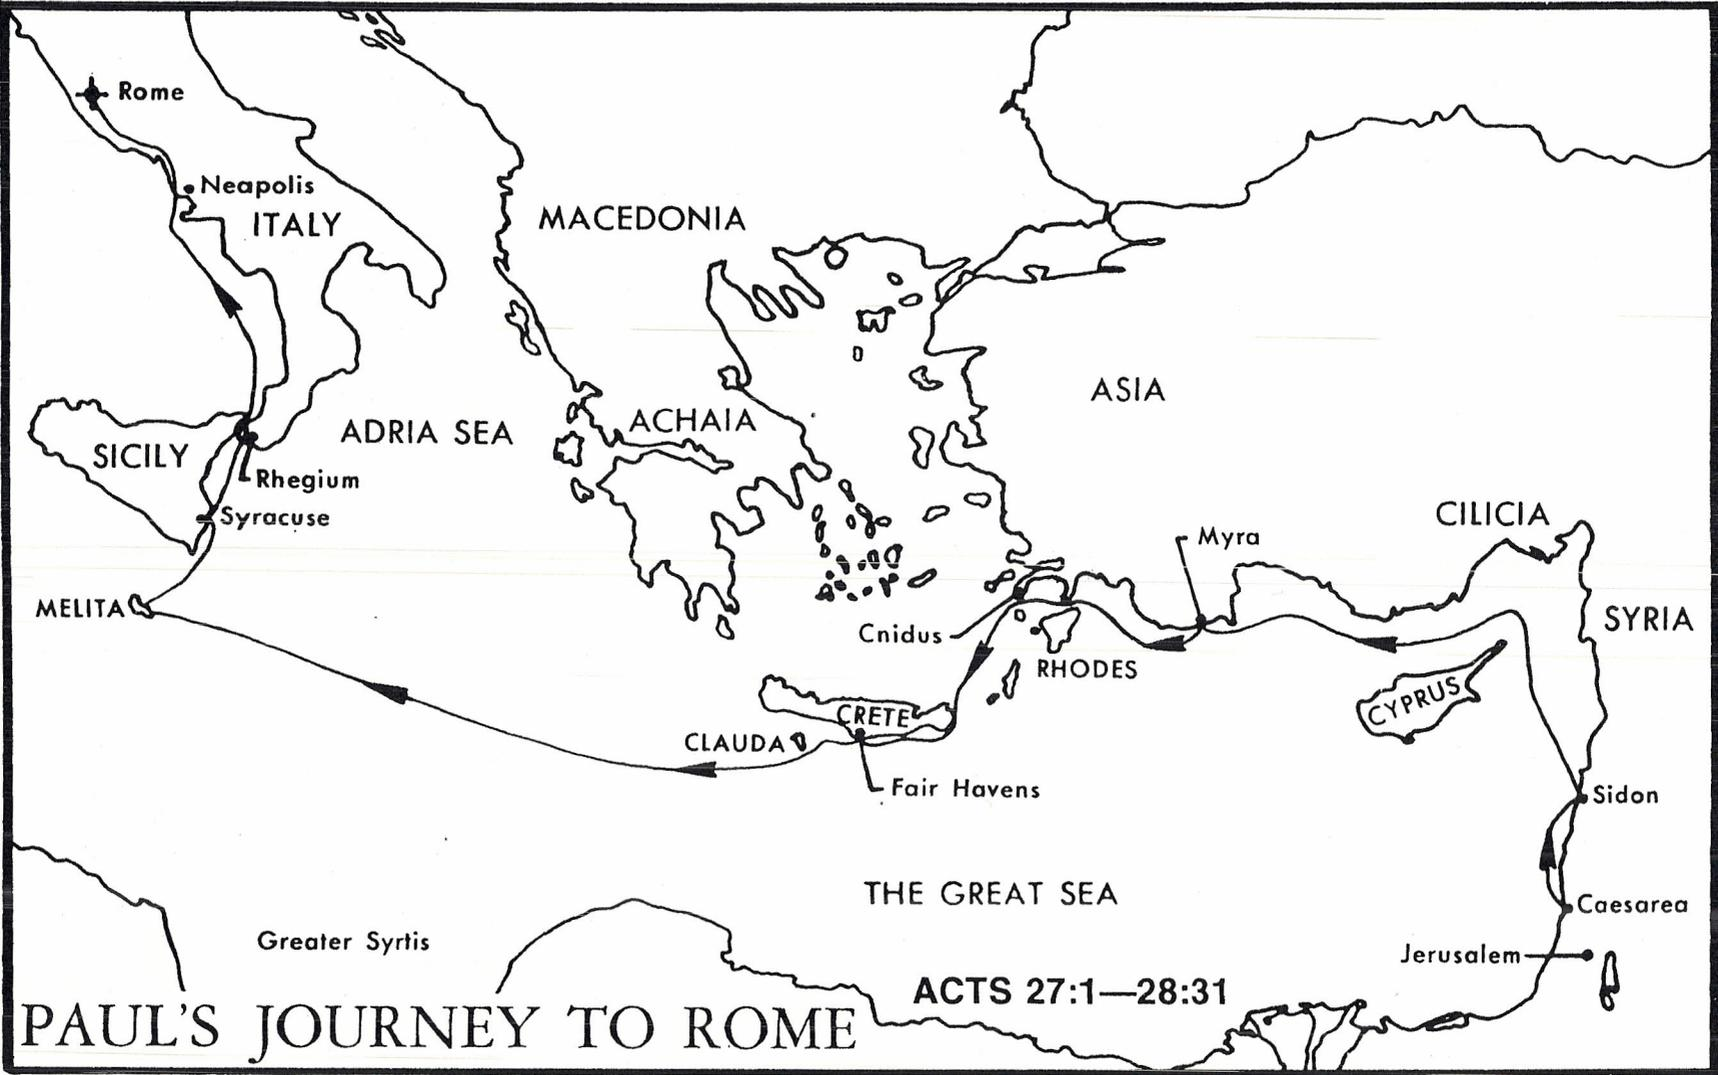 Rome
Neapolis
ITALY
MACEDONIA
ASIA
ADRIA SEA
ACHAIA
SICILY
Rhegium
Syracuse
CILICIA
Myra
MELITA
SYRIA
Cnidus
RHODES
CYPRUS
CRETE
CLAUDA
Fair Havens
Sidon
THE GREAT SEA
Caesarea
Greater Syrtis
Jerusalem
ACTS 27:1—28:31
PAUL'S JOURNEY TO ROME